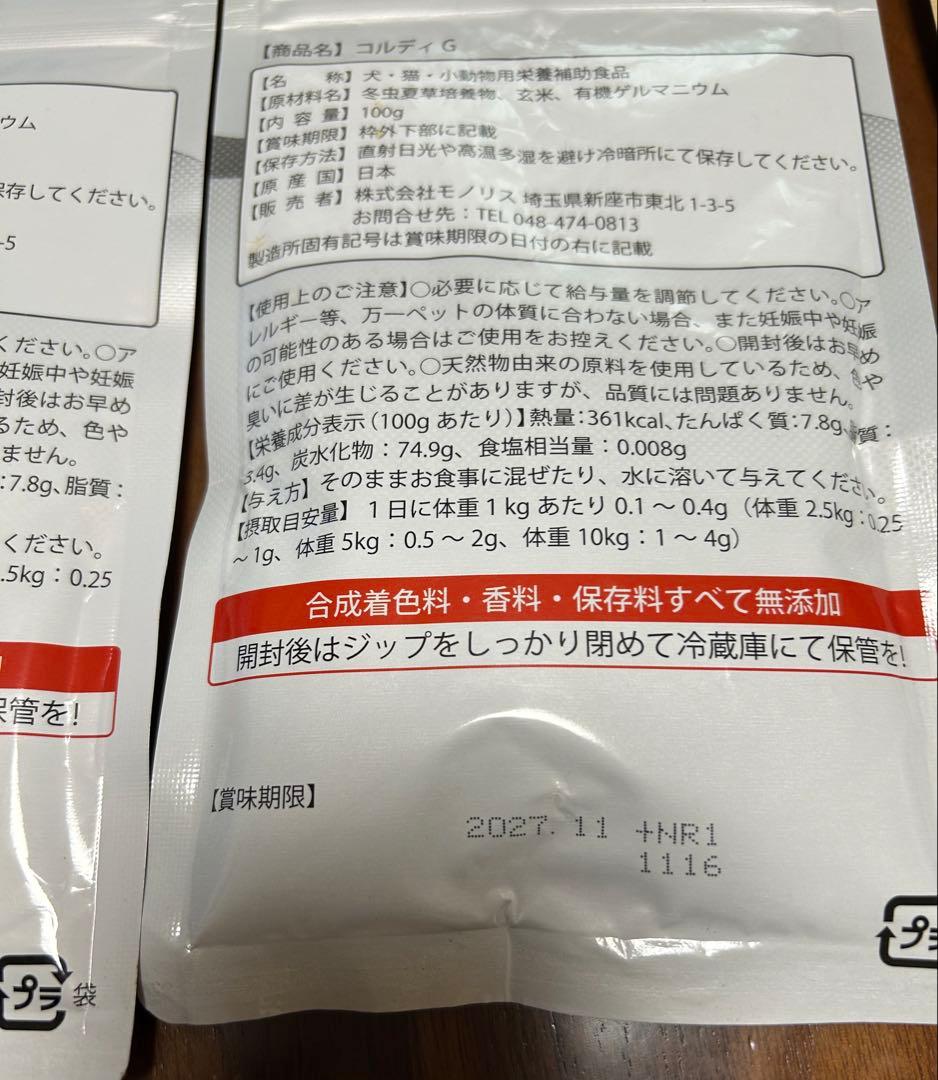 ウム
保存してください。
-5
ください。○ア
妊娠中や妊娠
封後はお早め
るため、色や
ません。
:7.8g、脂質:
ください。
.5kg:0.25
保管を!
プラ
袋
【商品名】コルディG
【名 称】犬・猫・小動物用栄養補助食品
【原材料名】冬虫夏草培養物、玄米、有機ゲルマニウム
【内容量】100g
【賞味期限】枠外下部に記載
【保存方法】直射日光や高温多湿を避け冷暗所にて保存してください。
【原産国】日本
【販売者】株式会社モノリス 埼玉県新座市東北1-3-5
お問合せ先:TEL 048-474-0813
製造所固有記号は賞味期限の日付の右に記載
【使用上のご注意】○必要に応じて給与量を調節してください。○ア
レルギー等、万一ペットの体質に合わない場合、また妊娠中や妊娠
の可能性のある場合はご使用をお控えください。○開封後はお早め
にご使用ください。○天然物由来の原料を使用しているため、色や
臭いに差が生じることがありますが、品質には問題ありません。
【栄養成分表示(100gあたり)】熱量:361kcal、たんぱく質:7.8g、脂質:
3.4g、炭水化物:74.9g、食塩相当量:0.008g
【与え方】そのままお食事に混ぜたり、水に溶いて与えてください。
【摂取目安量】 1日に体重1kgあたり0.1~0.4g(体重2.5kg:0.25
~1g、体重5kg:0.5~2g、体重10kg:1~4g)
合成着色料・香料・保存料すべて無添加
開封後はジップをしっかり閉めて冷蔵庫にて保管を!
【賞味期限】
2027.11 +NR1
1116
プラ